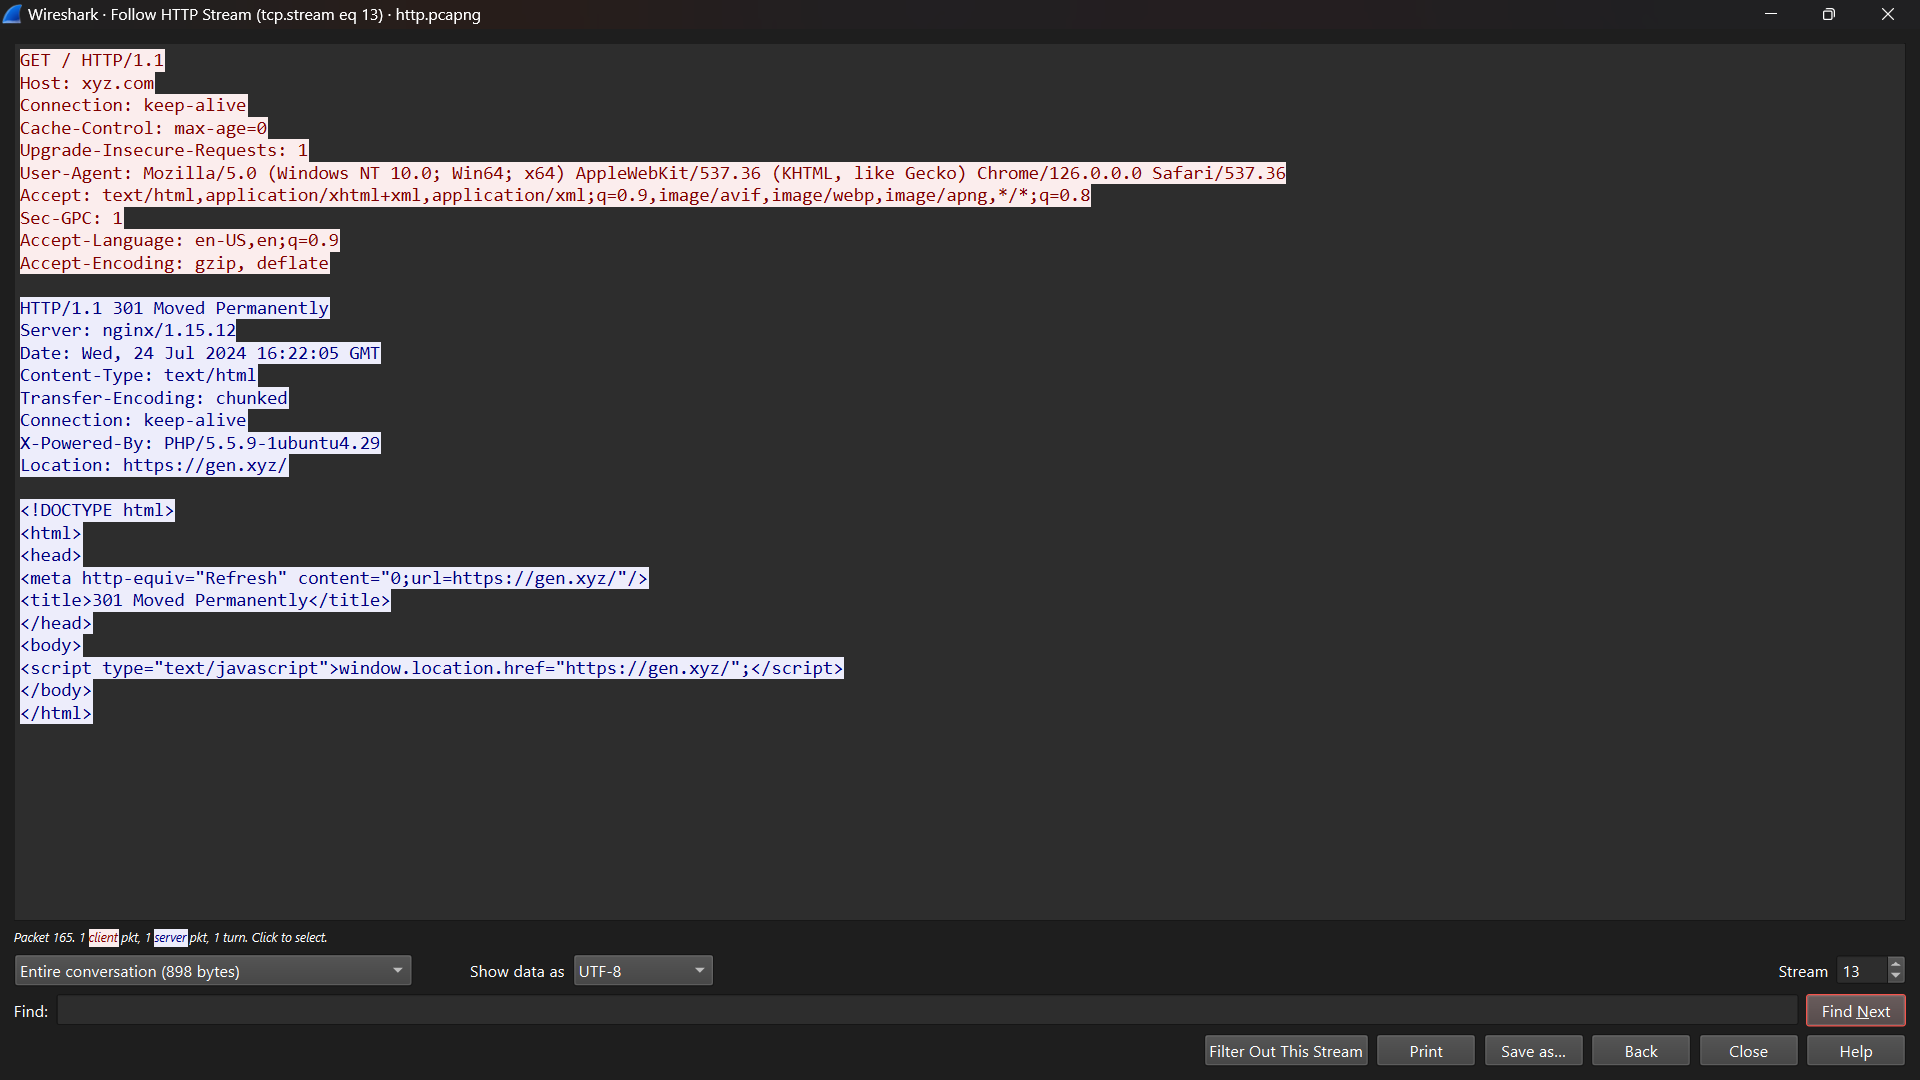 Wireshark · Follow HTTP Stream (tcp.stream eq 13) · http.pcapng
GET / HTTP/1.1
Host: xyz.com
Connection: keep-alive
Cache-Control: max-age=0
Upgrade-Insecure-Requests: 1
User-Agent: Mozilla/5.0 (Windows NT 10.0; Win64; x64) AppleWebKit/537.36 (KHTML, like Gecko) Chrome/126.0.0.0 Safari/537.36
Accept: text/html,application/xhtml+xml,application/xml;q=0.9,image/avif,image/webp,image/apng,*/*;q=0.8
Sec-GPC: 1
Accept-Language: en-US,en;q=0.9
Accept-Encoding: gzip, deflate
HTTP/1.1 301 Moved Permanently
Server: nginx/1.15.12
Date: Wed, 24 Jul 2024 16:22:05 GMT
Content-Type: text/html
Transfer-Encoding: chunked
Connection: keep-alive
X-Powered-By: PHP/5.5.9-1ubuntu4.29
Location: https://gen.xyz/
<!DOCTYPE html>
<html>
<head>
<meta http-equiv="Refresh" content="0;url=https://gen.xyz/"/>
<title>301 Moved Permanently</title>
</head>
<body>
<script type="text/javascript">window.location.href="https://gen.xyz/";</script>
</body>
</html>
Packet 165. 1 client pkt, 1 server pkt, 1 turn. Click to select.
Entire conversation (898 bytes) Show data as UTF-8 Stream 13
Find: Find Next
Filter Out This Stream Print Save as... Back Close Help